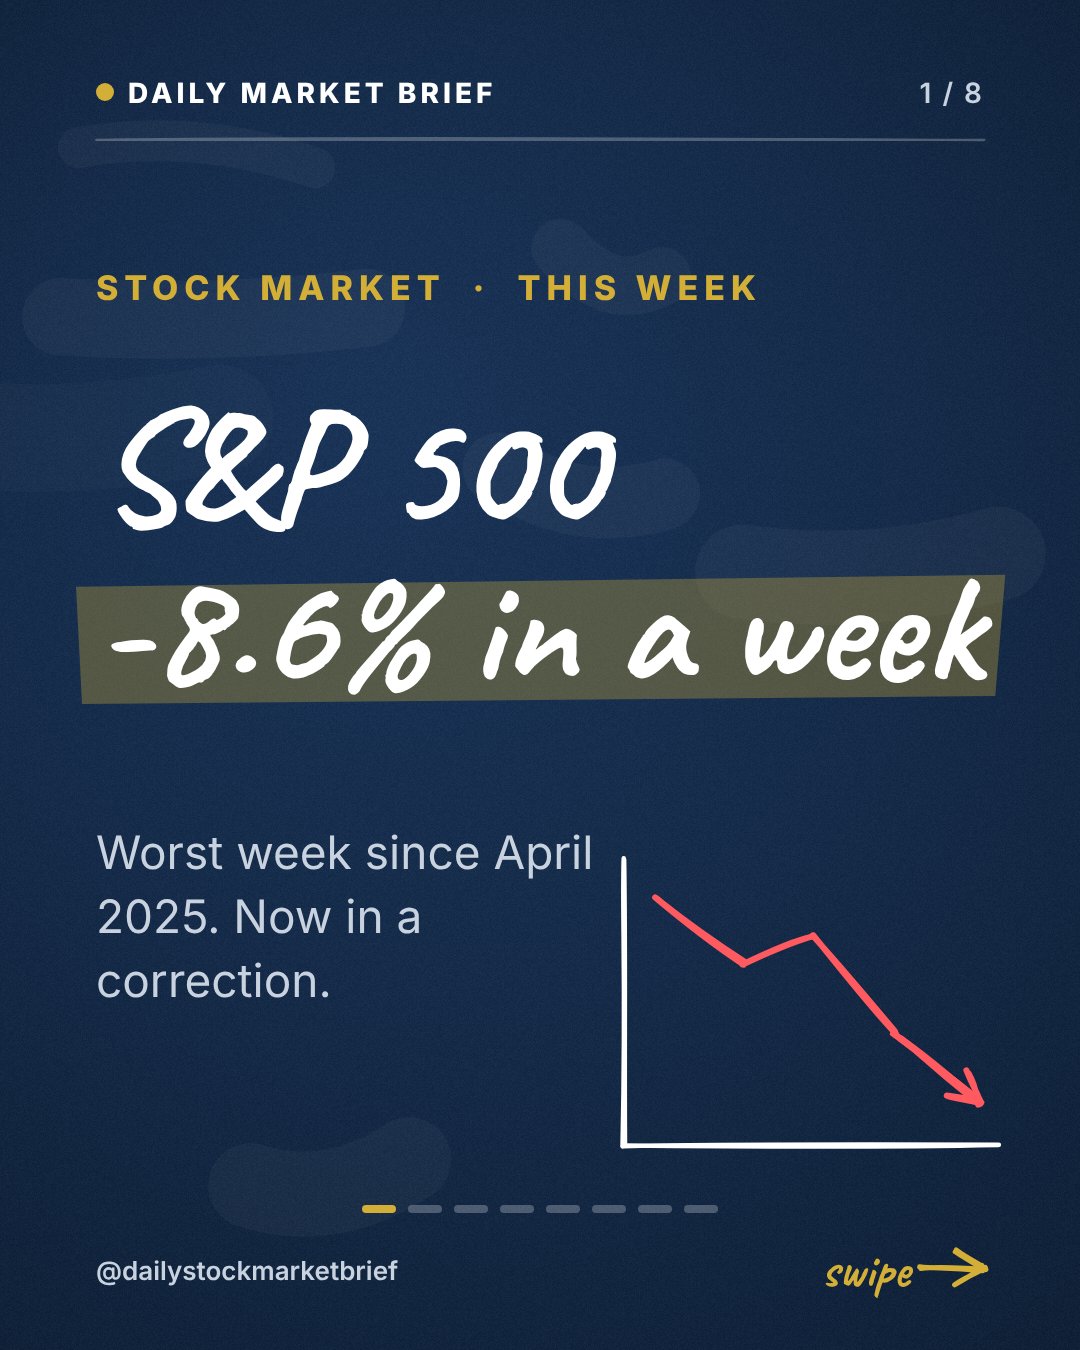 DAILY MARKET BRIEF
1 / 8
STOCK MARKET · THIS WEEK
S&P 500
-8.6% in a week
Worst week since April
2025. Now in a
correction.
@dailystockmarketbrief
swipe